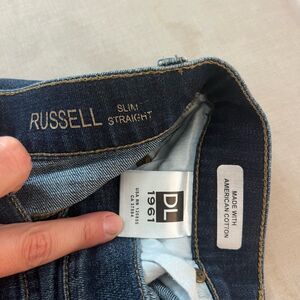 RUSSELL
SLIM
STRAIGHT
DL
1961
MADE WITH
AMERICAN COTTON